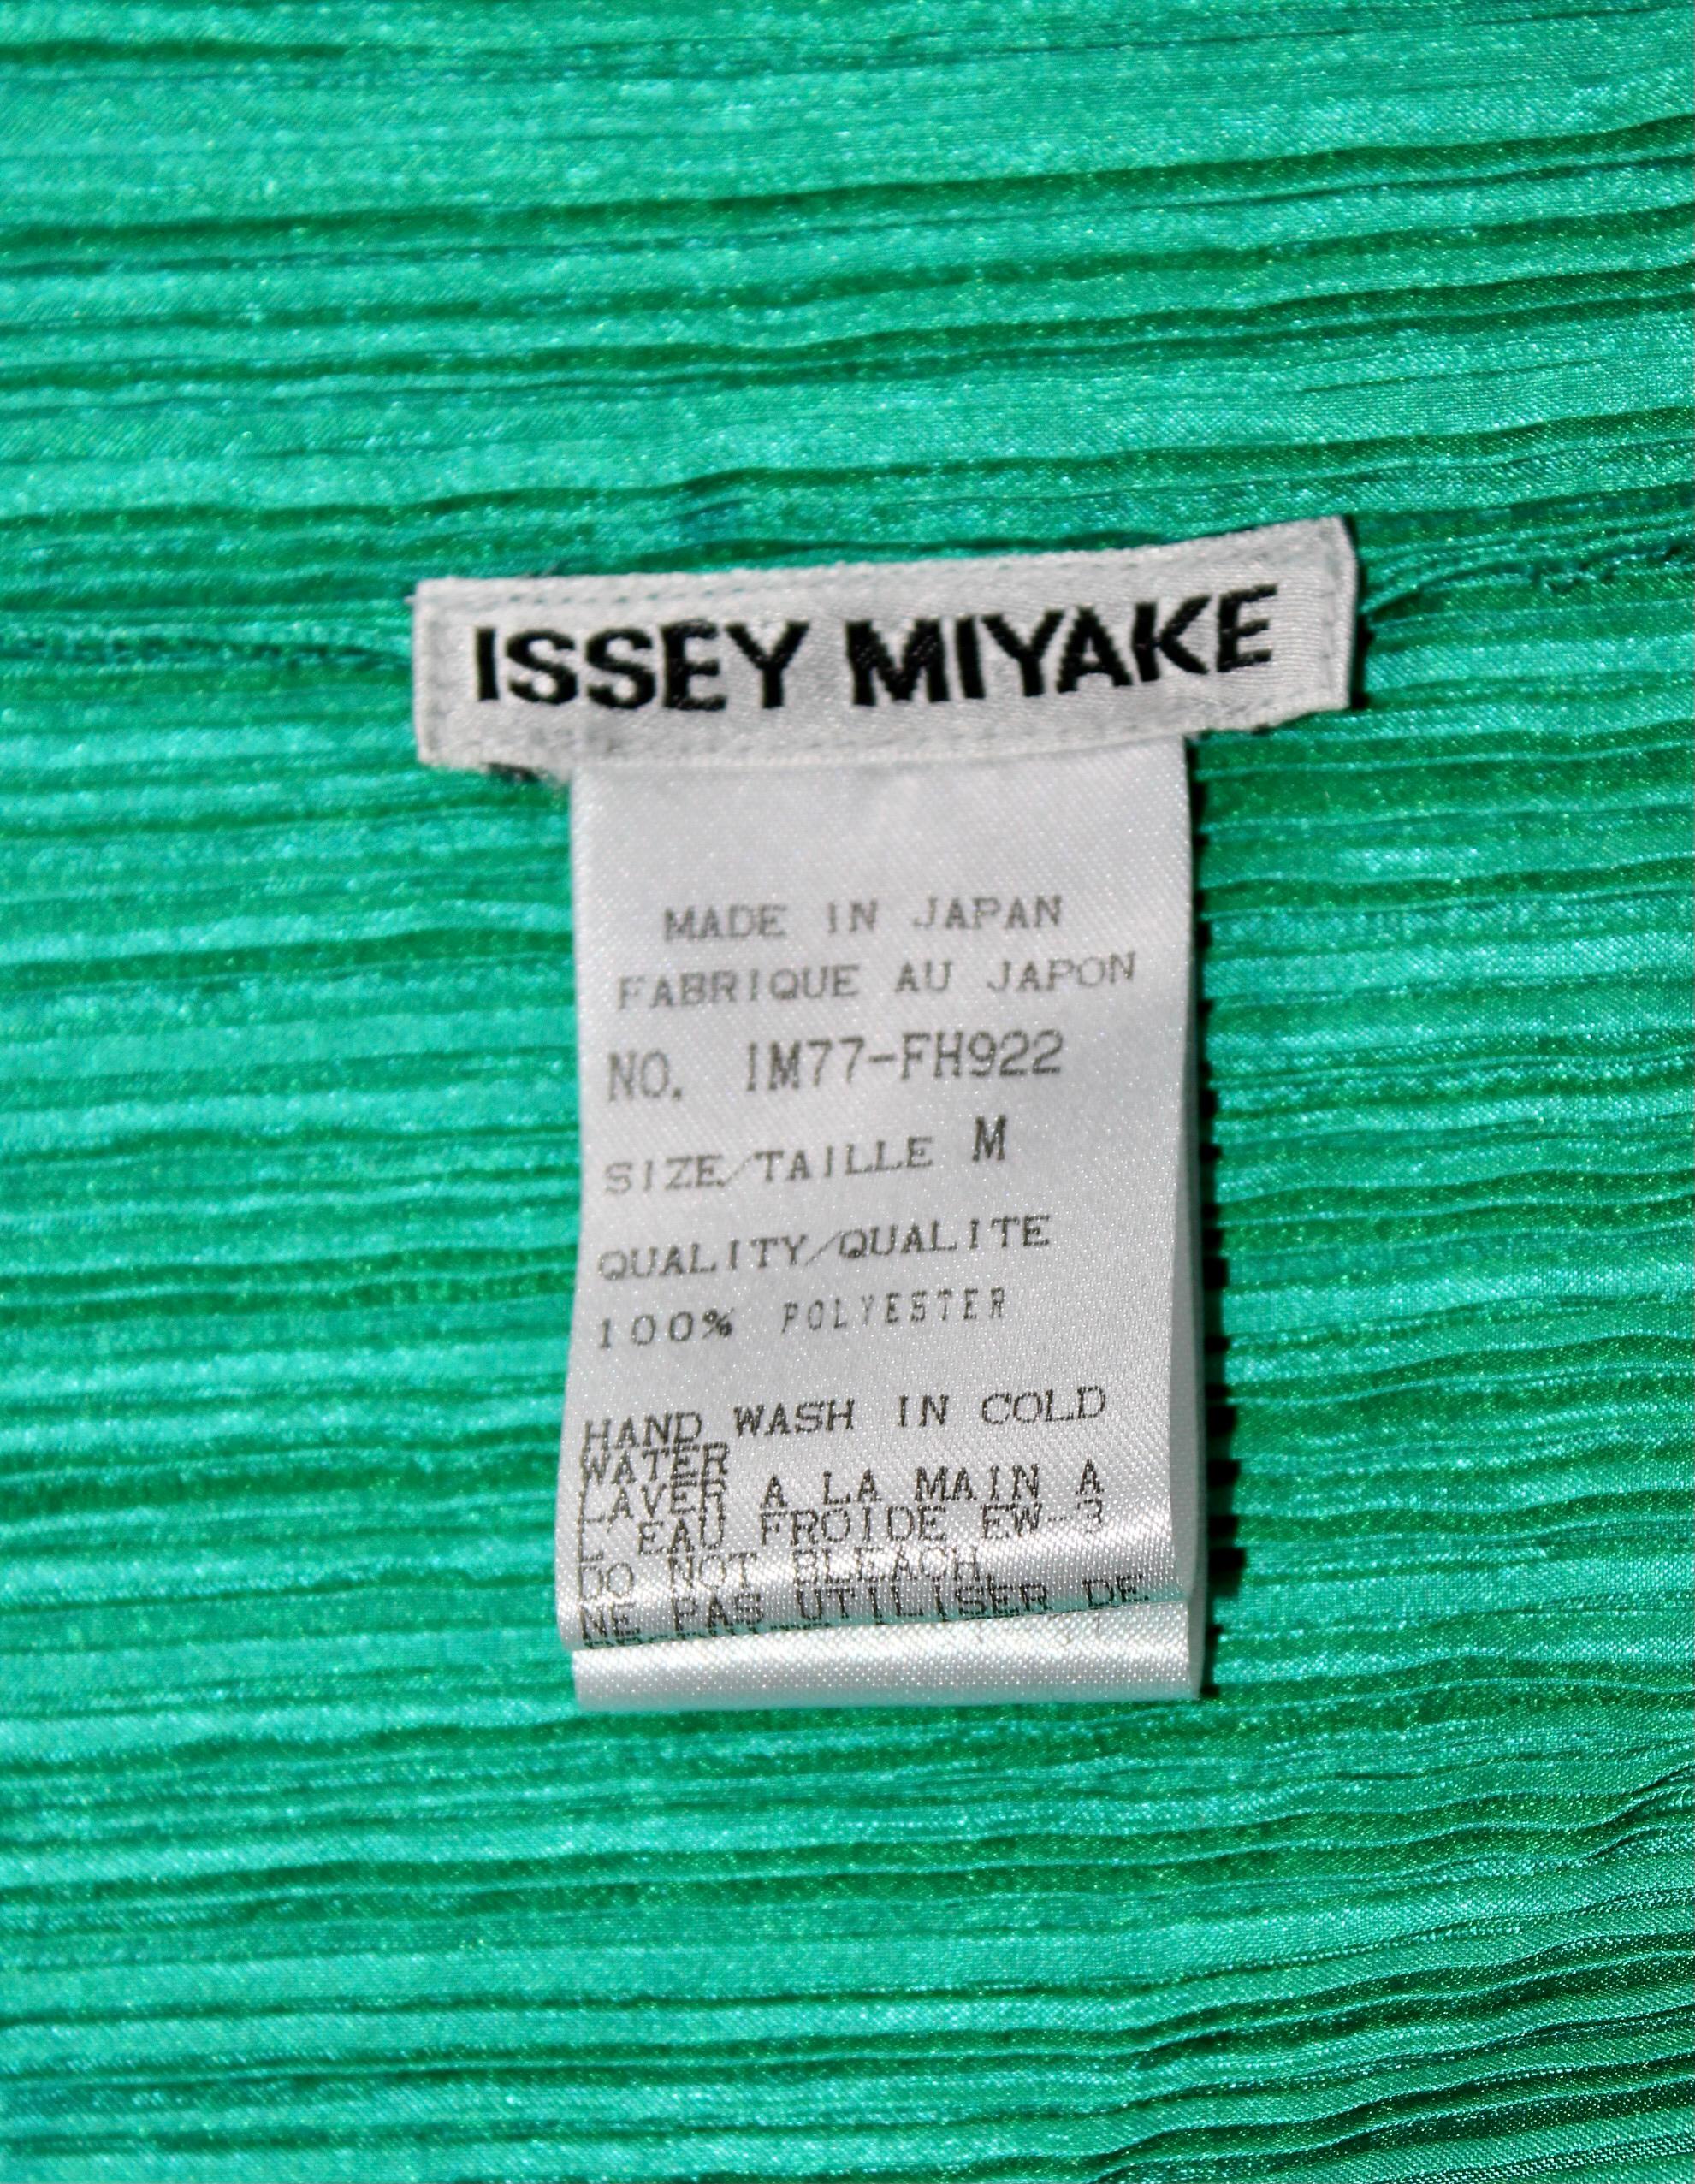 ISSEY MIYAKE
MADE IN JAPAN
FABRIQUE AU JAPON
NO. IM77-FH922
SIZE/TAILLE M
QUALITY/QUALITE
100% POLYESTER
HAND WASH IN COLD
WATER
LAVER A LA MAIN A
L'EAU FROIDE EW-3
DO NOT BLEACH,
NE PAS UTILISER DE